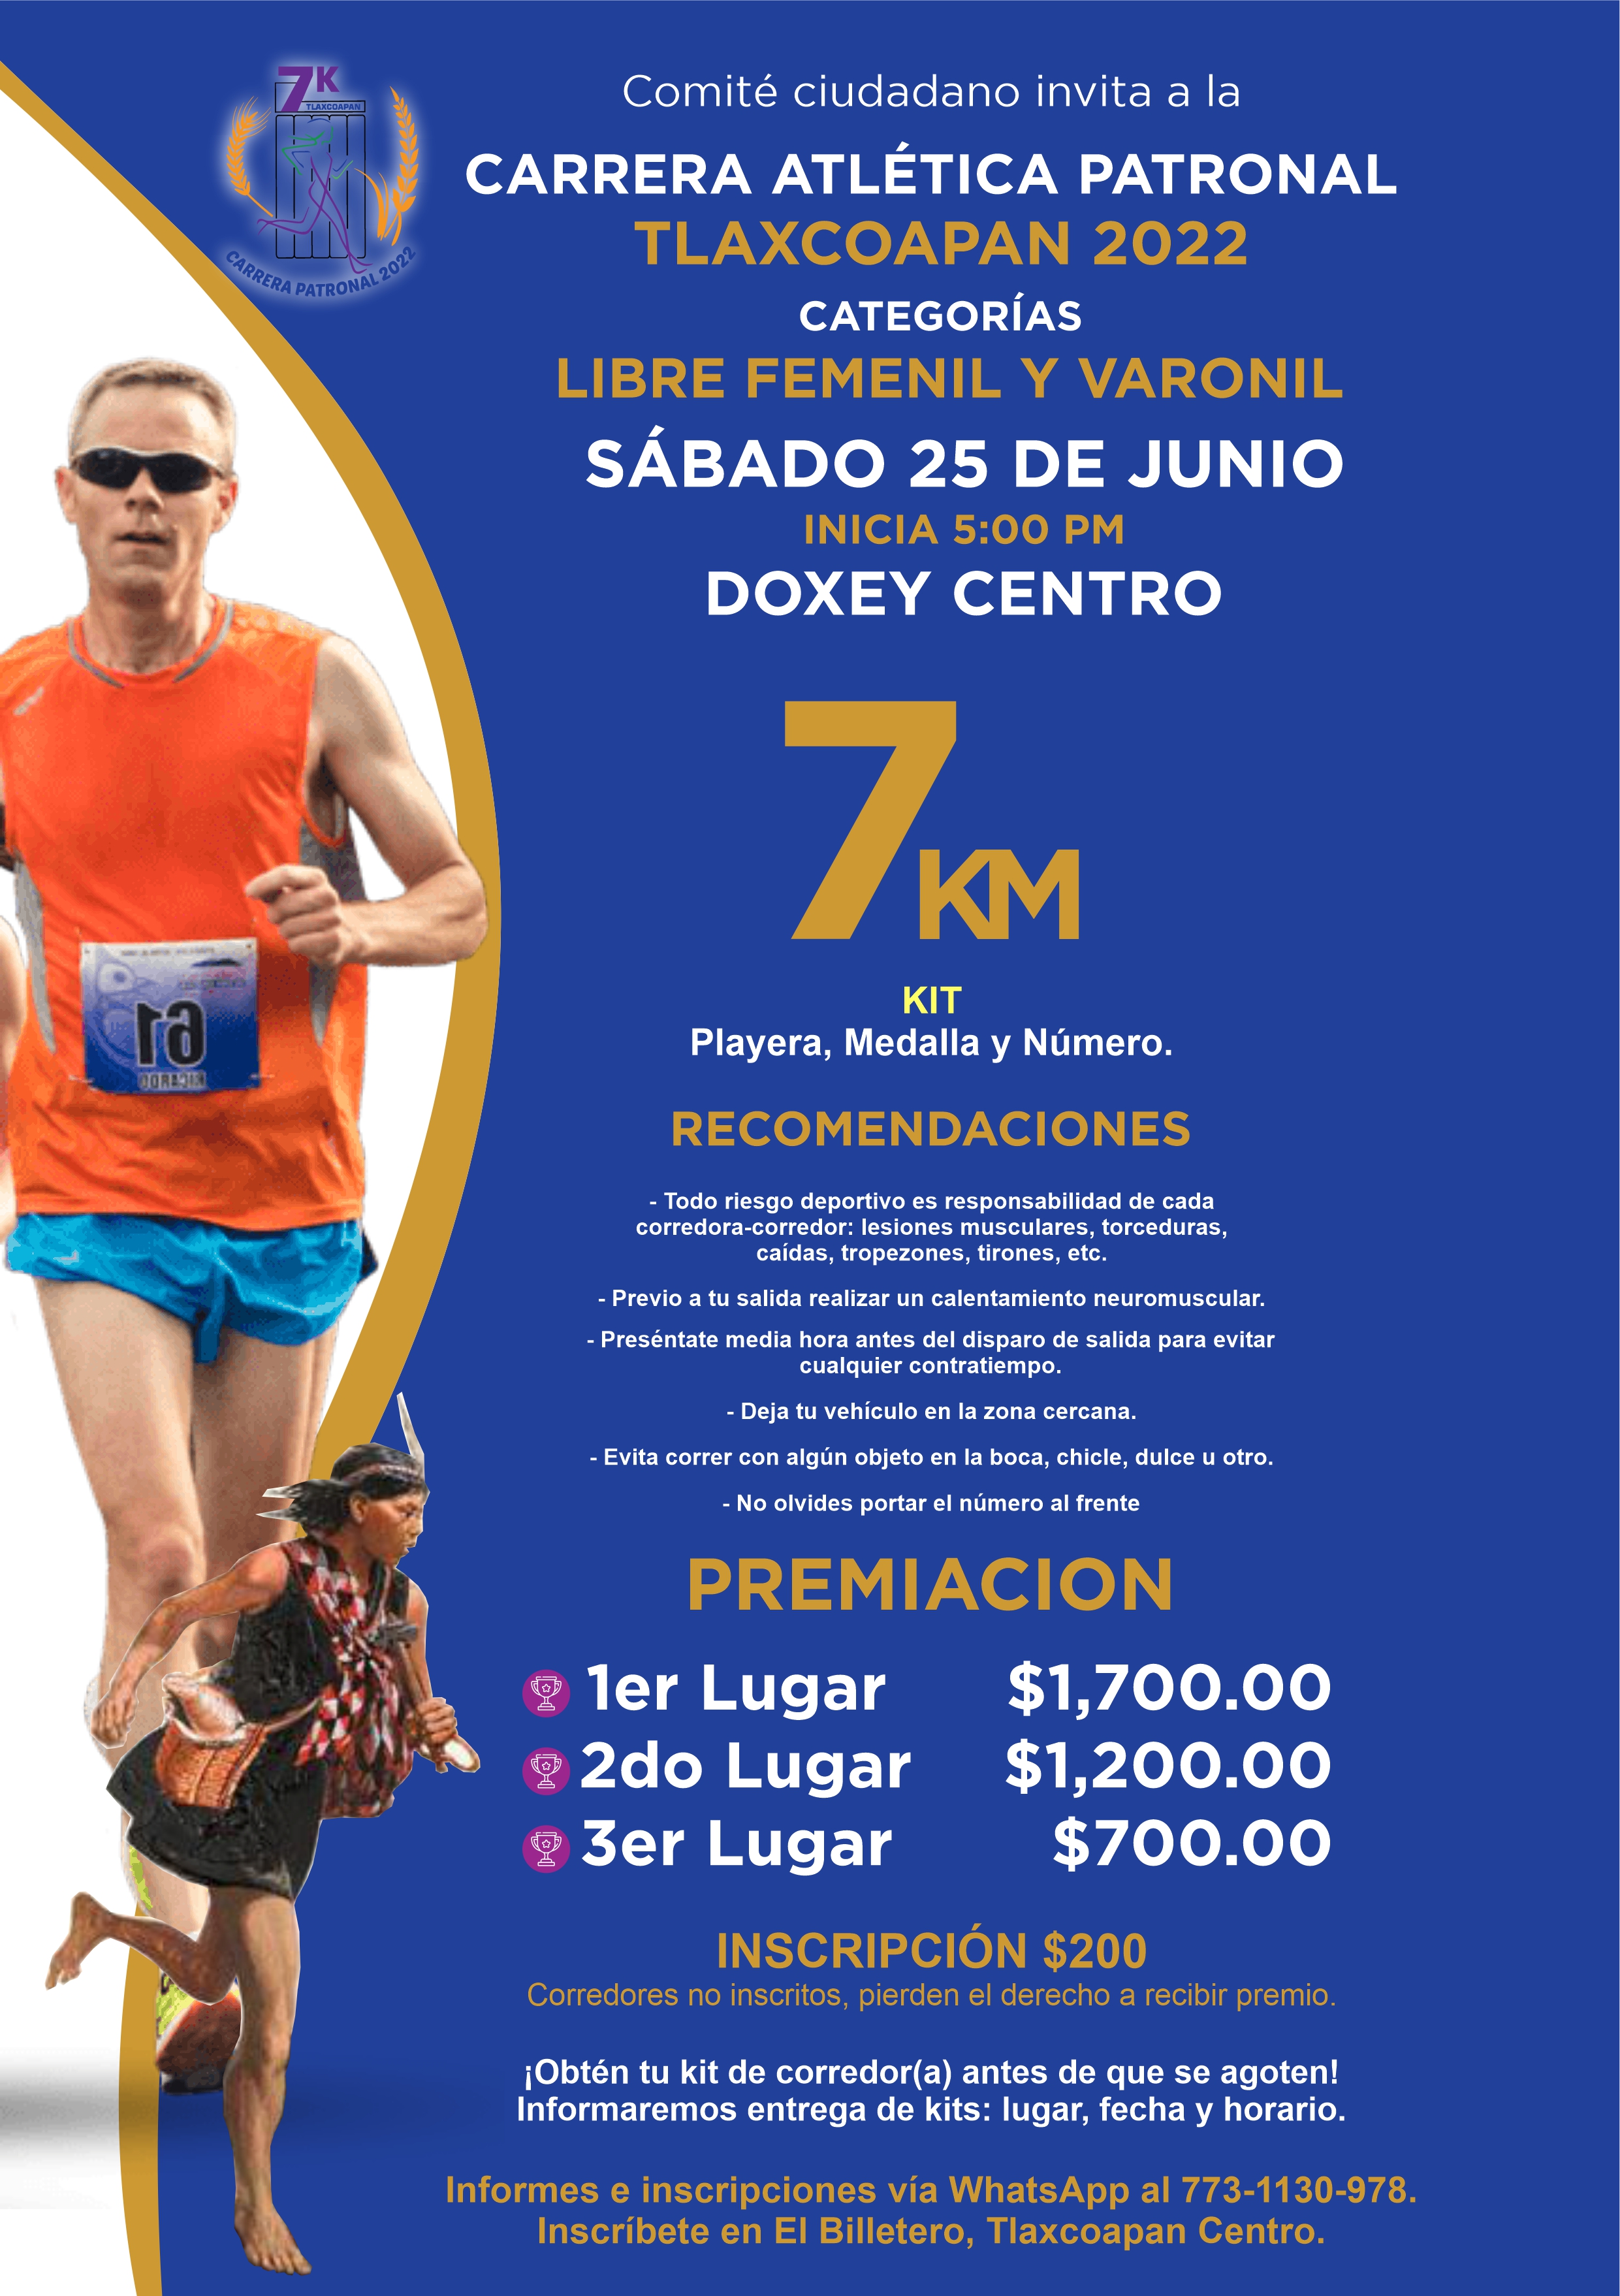 7K
TLAXCOAPAN
CARRERA PATRONAL 2022
Comité ciudadano invita a la
CARRERA ATLÉTICA PATRONAL
TLAXCOAPAN 2022
CATEGORÍAS
LIBRE FEMENIL Y VARONIL
SÁBADO 25 DE JUNIO
INICIA 5:00 PM
DOXEY CENTRO
7KM
61
KIT
Playera, Medalla y Número.
RECOMENDACIONES
- Todo riesgo deportivo es responsabilidad de cada
corredora-corredor: lesiones musculares, torceduras,
caídas, tropezones, tirones, etc.
- Previo a tu salida realizar un calentamiento neuromuscular.
- Preséntate media hora antes del disparo de salida para evitar
cualquier contratiempo.
- Deja tu vehículo en la zona cercana.
- Evita correr con algún objeto en la boca, chicle, dulce u otro.
- No olvides portar el número al frente
PREMIACION
1er Lugar $1,700.00
2do Lugar $1,200.00
3er Lugar $700.00
INSCRIPCIÓN $200
Corredores no inscritos, pierden el derecho a recibir premio.
¡Obtén tu kit de corredor(a) antes de que se agoten!
Informaremos entrega de kits: lugar, fecha y horario.
Informes e inscripciones vía WhatsApp al 773-1130-978.
Inscríbete en El Billetero, Tlaxcoapan Centro.